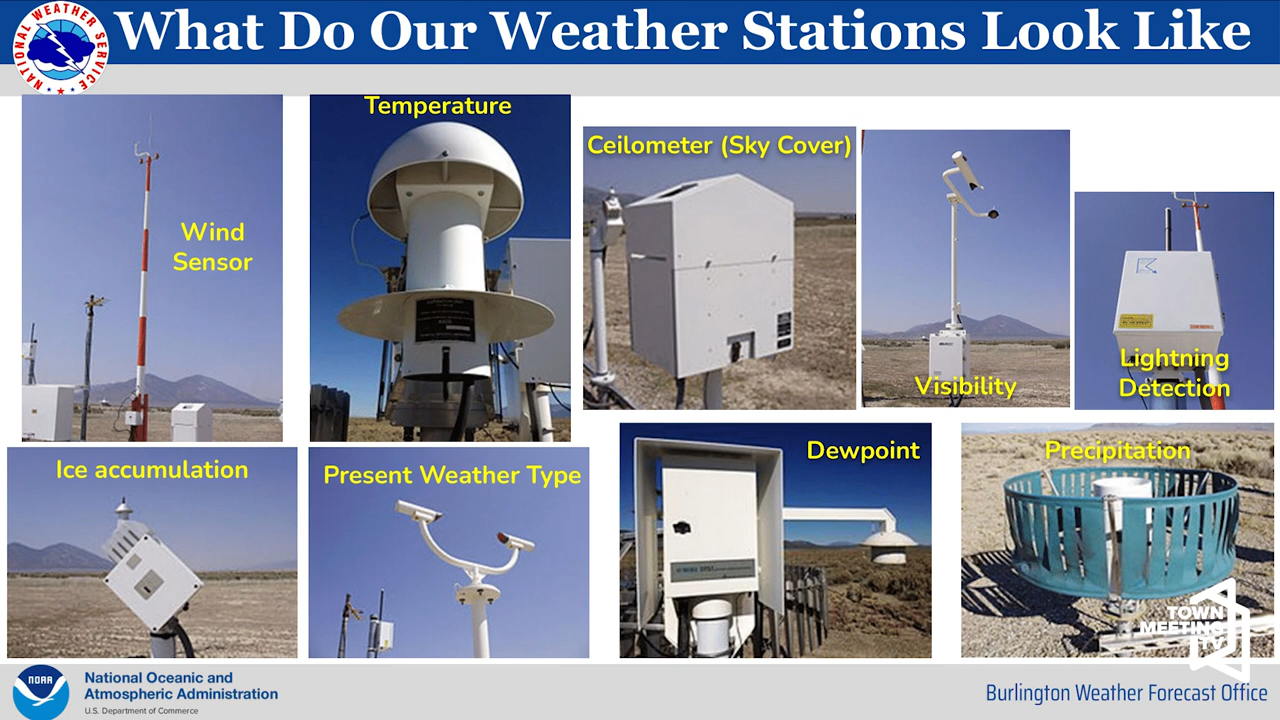 What Do Our Weather Stations Look Like
NATIONAL WEATHER SERVICE
Wind
Sensor
Temperature
Ceilometer (Sky Cover)
Visibility
Lightning
Detection
Ice accumulation
Present Weather Type
Dewpoint
Precipitation
TOWN
MEETING
TV
NOAA
National Oceanic and
Atmospheric Administration
U.S. Department of Commerce
Burlington Weather Forecast Office